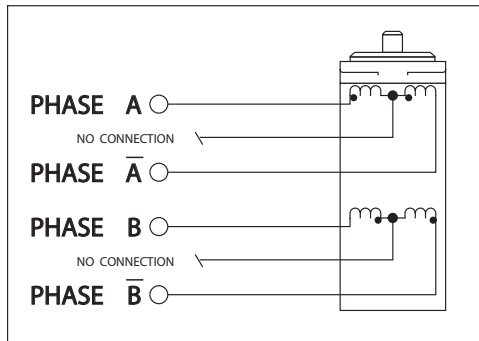 PHASE A
NO CONNECTION
PHASE A̅
PHASE B
NO CONNECTION
PHASE B̅